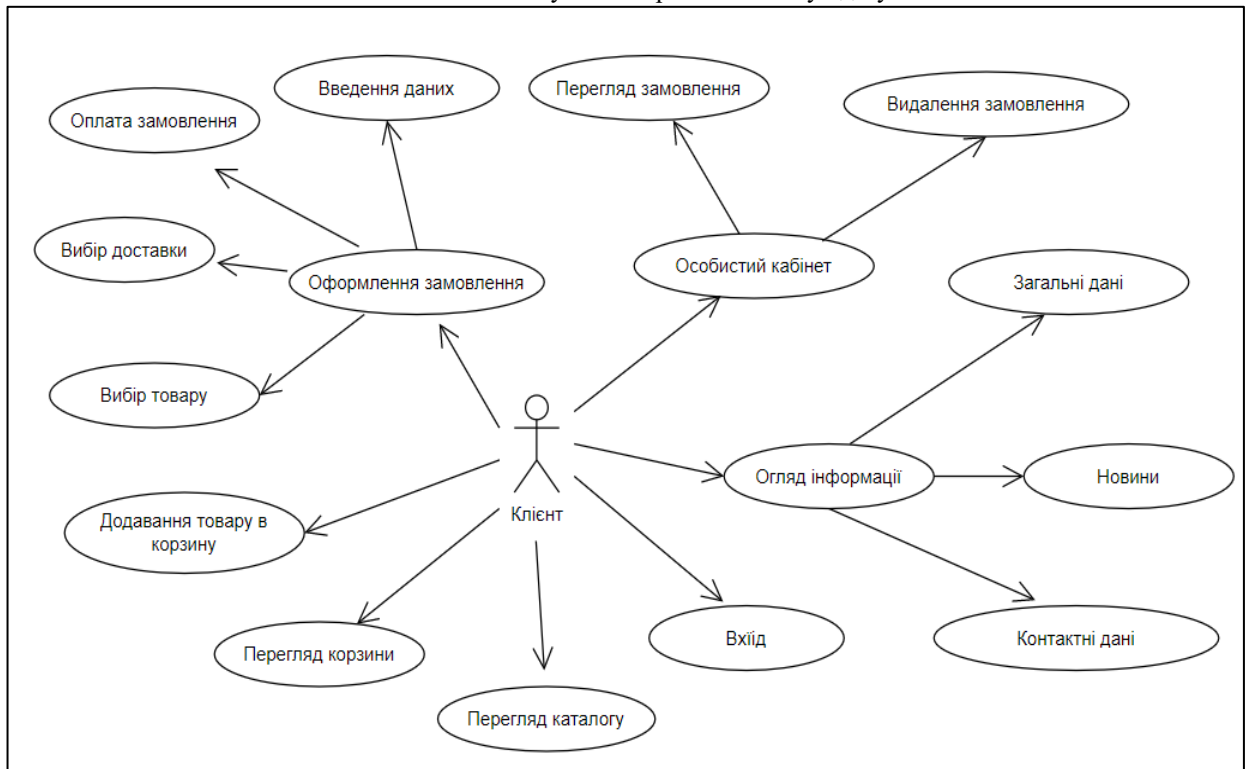 Введення даних
Перегляд замовлення
Видалення замовлення
Оплата замовлення
Вибір доставки
Оформлення замовлення
Особистий кабінет
Загальні дані
Вибір товару
Огляд інформації
Новини
Клієнт
Додавання товару в
корзину
Перегляд корзини
Вхіїд
Контактні дані
Перегляд каталогу